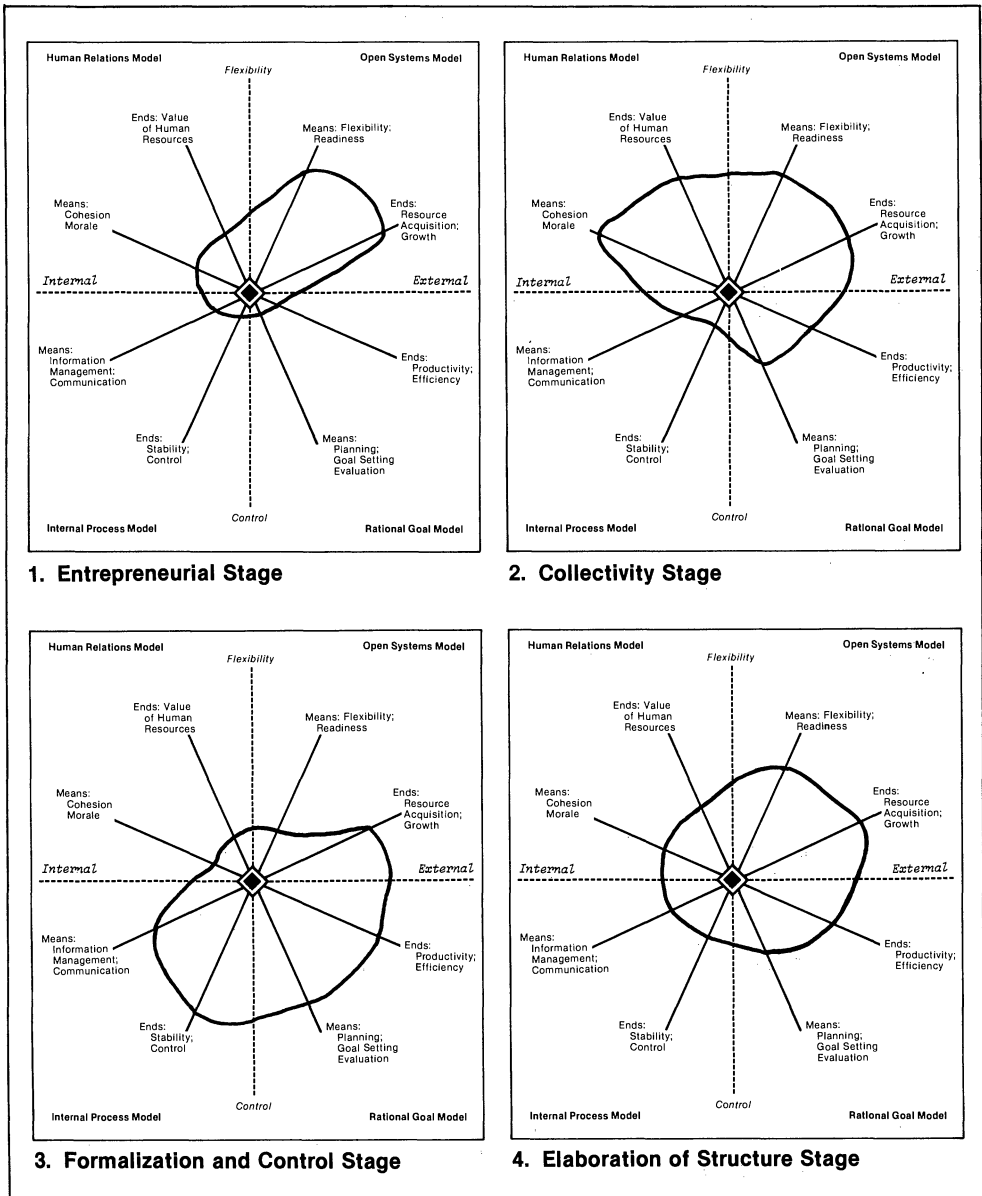 Human Relations Model
Open Systems Model
Flexibility
Ends: Value
of Human
Resources
Means: Flexibility;
Readiness
Means:
Cohesion
Morale
Ends:
Resource
Acquisition;
Growth
Internal
External
Means:
Information
Management;
Communication
Ends:
Productivity;
Efficiency
Ends:
Stability;
Control
Means:
Planning;
Goal Setting
Evaluation
Control
Internal Process Model
Rational Goal Model
1. Entrepreneurial Stage
Human Relations Model
Open Systems Model
Flexibility
Ends: Value
of Human
Resources
Means: Flexibility;
Readiness
Means:
Cohesion
Morale
Ends:
Resource
Acquisition;
Growth
Internal
External
Means:
Information
Management;
Communication
Ends:
Productivity;
Efficiency
Ends:
Stability;
Control
Means:
Planning;
Goal Setting
Evaluation
Control
Internal Process Model
Rational Goal Model
2. Collectivity Stage
Human Relations Model
Open Systems Model
Flexibility
Ends: Value
of Human
Resources
Means: Flexibility;
Readiness
Means:
Cohesion
Morale
Ends:
Resource
Acquisition;
Growth
Internal
External
Means:
Information
Management;
Communication
Ends:
Productivity;
Efficiency
Ends:
Stability;
Control
Means:
Planning;
Goal Setting
Evaluation
Control
Internal Process Model
Rational Goal Model
3. Formalization and Control Stage
Human Relations Model
Open Systems Model
Flexibility
Ends: Value
of Human
Resources
Means: Flexibility;
Readiness
Means:
Cohesion
Morale
Ends:
Resource
Acquisition;
Growth
Internal
External
Means:
Information
Management;
Communication
Ends:
Productivity;
Efficiency
Ends:
Stability;
Control
Means:
Planning;
Goal Setting
Evaluation
Control
Internal Process Model
Rational Goal Model
4. Elaboration of Structure Stage